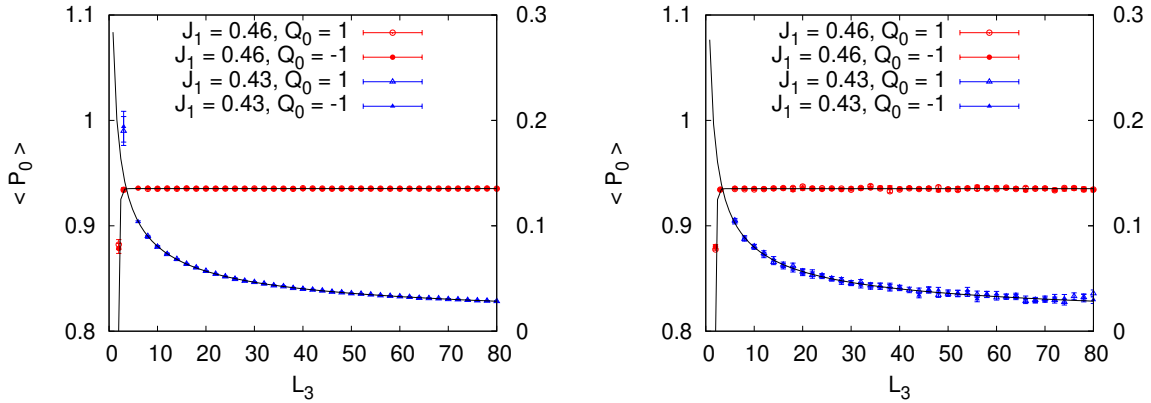 J1 = 0.46, Q0 = 1
J1 = 0.46, Q0 = -1
J1 = 0.43, Q0 = 1
J1 = 0.43, Q0 = -1
1.1
1
0.9
0.8
< P0 >
0.3
0.2
0.1
0
0 10 20 30 40 50 60 70 80
L3
J1 = 0.46, Q0 = 1
J1 = 0.46, Q0 = -1
J1 = 0.43, Q0 = 1
J1 = 0.43, Q0 = -1
1.1
1
0.9
0.8
< P0 >
0.3
0.2
0.1
0
0 10 20 30 40 50 60 70 80
L3